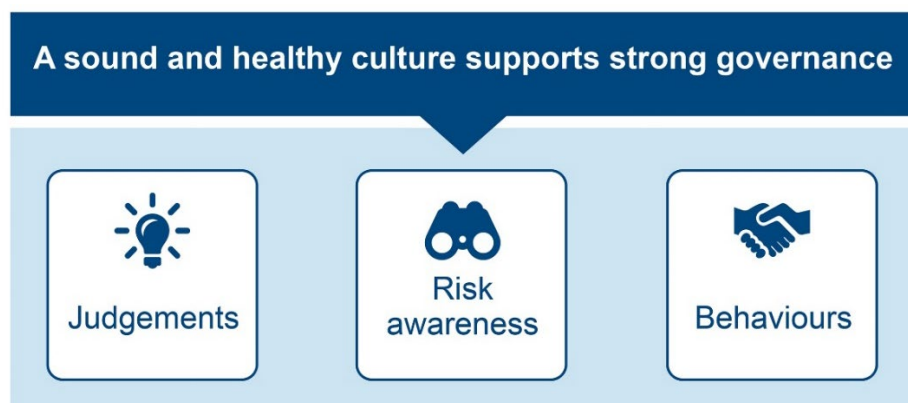 A sound and healthy culture supports strong governance
Judgements
Risk
awareness
Behaviours